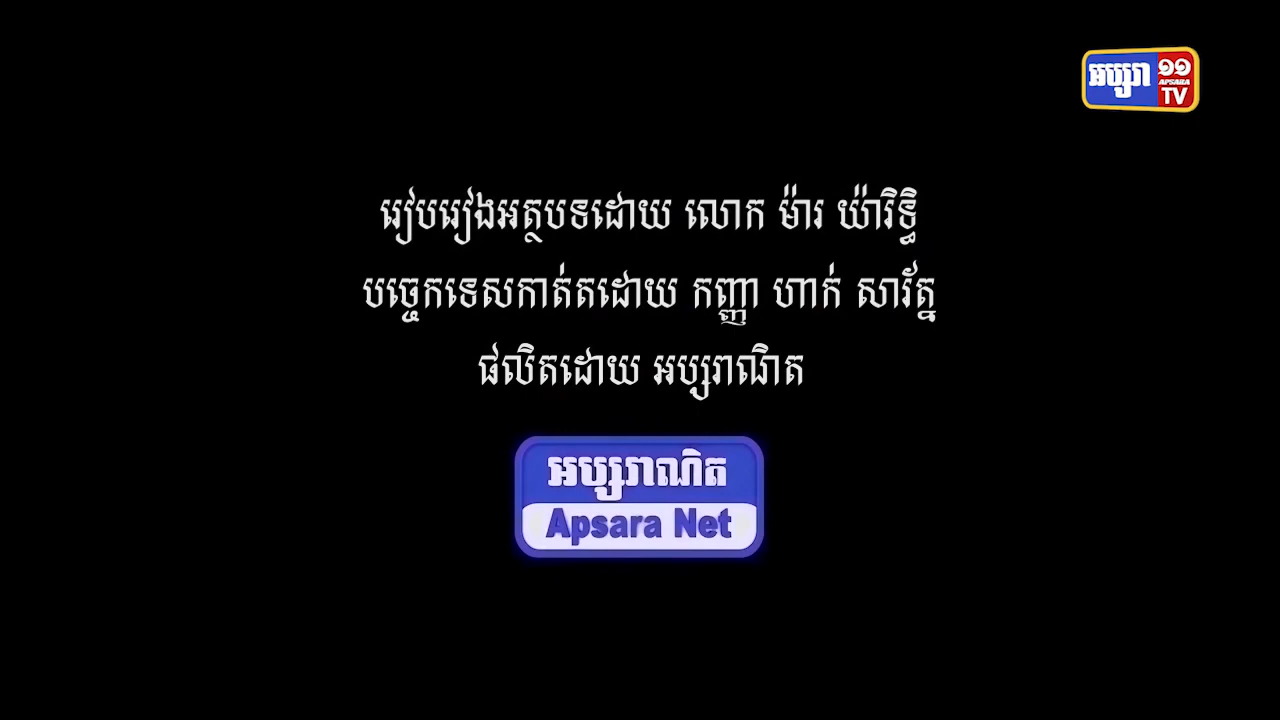 អប្សរា ១១
APSARA
TV
រៀបរៀងអត្ថបទដោយ លោក ម៉ារ យ៉ារិទ្ធិ
បច្ចេកទេសកាត់តដោយ កញ្ញា ហាក់ សារ័ត្ន
ផលិតដោយ អប្សរាណិត
អប្សរាណិត
Apsara Net